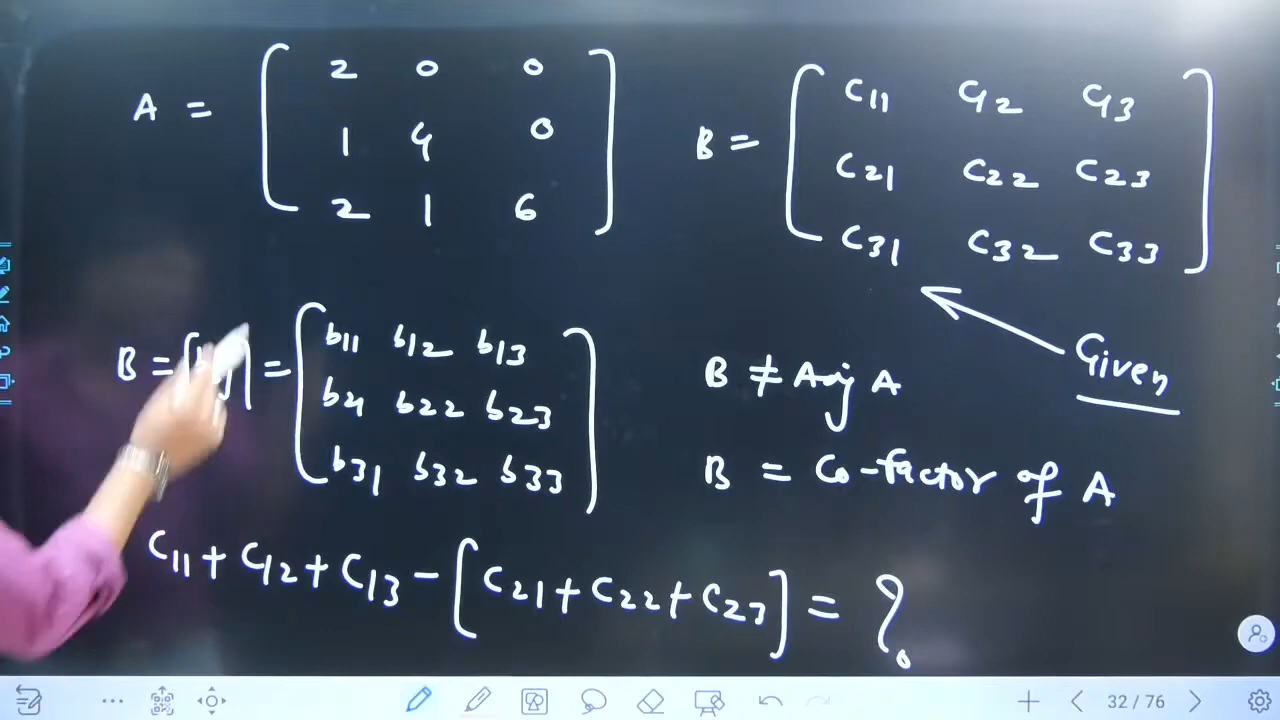 A = [ 2 0 0
1 4 0
2 1 6 ]
B = [ C11 C12 C13
C21 C22 C23
C31 C32 C33 ]
Given
B = = [ b11 b12 b13
b21 b22 b23
b31 b32 b33 ]
B ≠ Adj A
B = Co-factor of A
C11 + C12 + C13 - [ C21 + C22 + C23 ] = ?
32 / 76